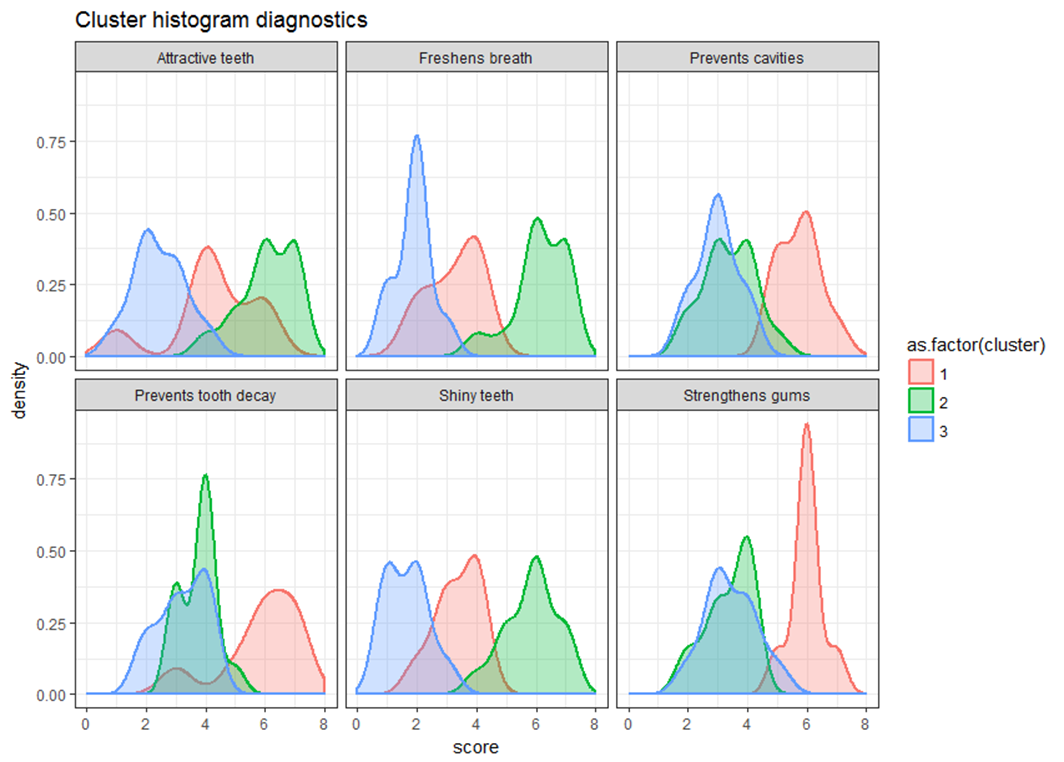 Cluster histogram diagnostics
Attractive teeth
Freshens breath
Prevents cavities
0.75
0.50
0.25
0.00
Prevents tooth decay
Shiny teeth
Strengthens gums
0.75
0.50
0.25
0.00
0 2 4 6 8
0 2 4 6 8
0 2 4 6 8
density
score
as.factor(cluster)
1
2
3